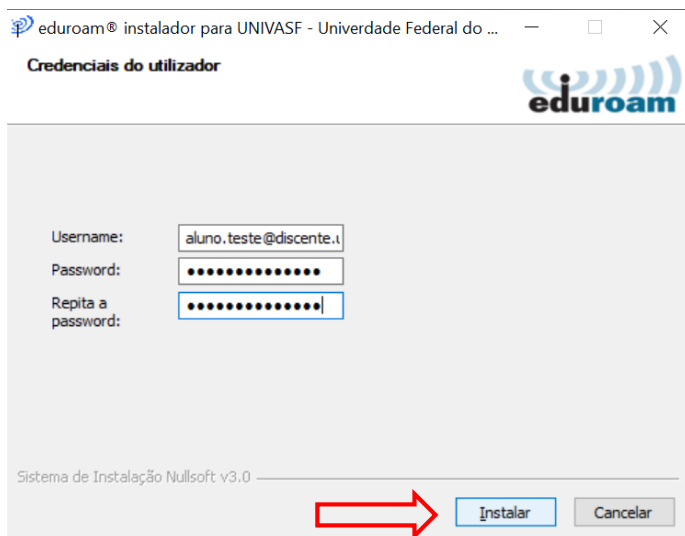 eduroam® instalador para UNIVASF - Univerdade Federal do ...
Credenciais do utilizador
eduroam
Username: aluno.teste@discente.u
Password: ●●●●●●●●●●●●●●
Repita a
password: ●●●●●●●●●●●●●●
Sistema de Instalação Nullsoft v3.0
Instalar Cancelar